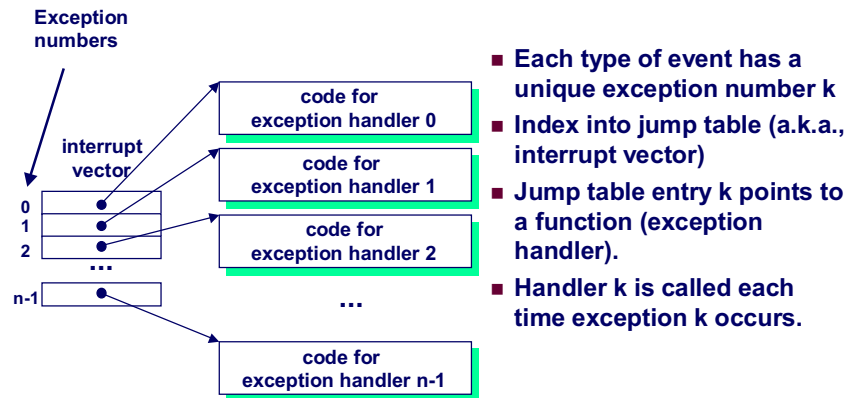 Exception
numbers
interrupt
vector
0
1
2
...
n-1
code for
exception handler 0
code for
exception handler 1
code for
exception handler 2
...
code for
exception handler n-1
■ Each type of event has a
unique exception number k
■ Index into jump table (a.k.a.,
interrupt vector)
■ Jump table entry k points to
a function (exception
handler).
■ Handler k is called each
time exception k occurs.